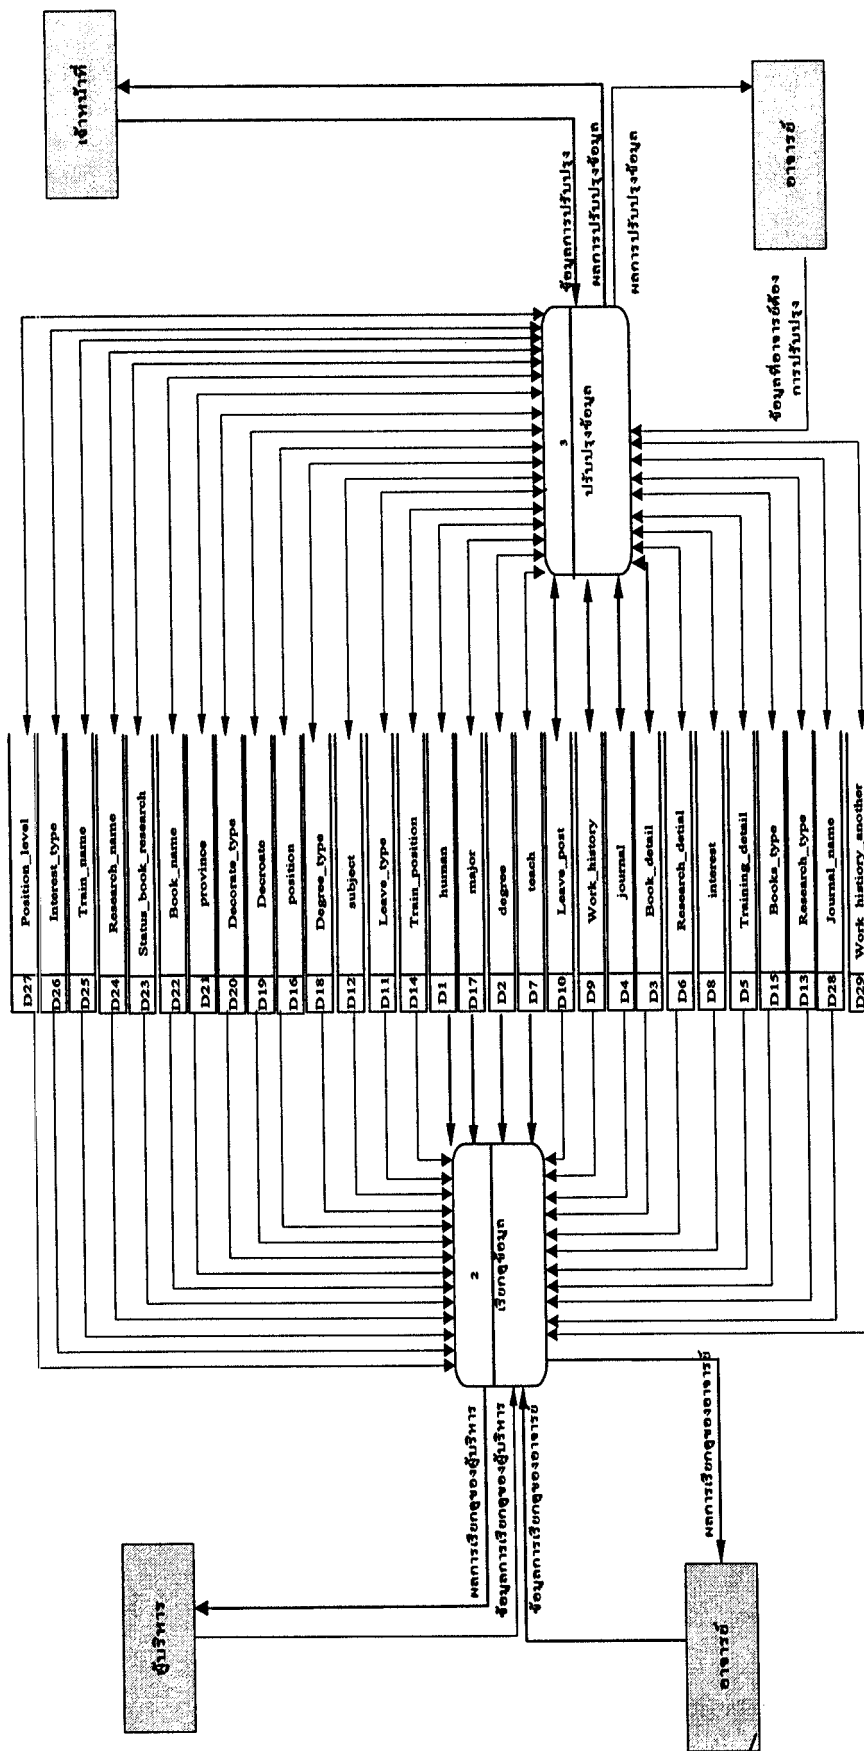 เจ้าหน้าที่
อาจารย์
ข้อมูลการปรับปรุง
ผลการปรับปรุงข้อมูล
ผลการปรับปรุงข้อมูล
ข้อมูลที่อาจารย์ต้อง
การปรับปรุง
3
ปรับปรุงข้อมูล
D27 Position_level
D26 Interest_type
D25 Train_name
D24 Research_name
D23 Status_book_research
D22 Book_name
D21 province
D20 Decorate_type
D19 Decroate
D16 position
D18 Degree_type
D12 subject
D11 Leave_type
D14 Train_position
D1 human
D17 major
D2 degree
D7 teach
D10 Leave_post
D9 Work_history
D4 journal
D3 Book_detail
D6 Research_detial
D8 interest
D5 Training_detail
D15 Books_type
D13 Research_type
D28 Journal_name
D29 Work_histiory_another
2
เรียกดูข้อมูล
ผลการเรียกดูของผู้บริหาร
ข้อมูลการเรียกดูของผู้บริหาร
ข้อมูลการเรียกดูของอาจารย์
ผลการเรียกดูของอาจารย์
ผู้บริหาร
อาจารย์